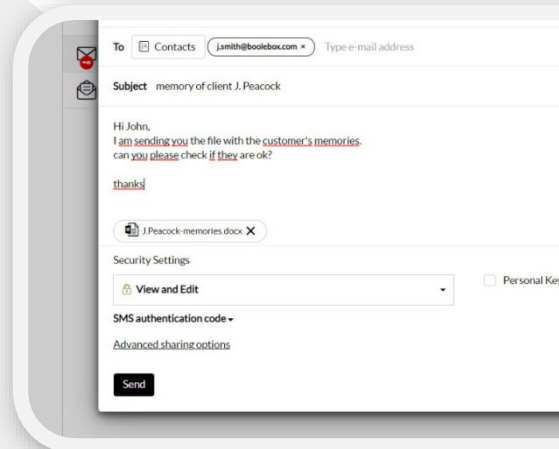 To Contacts j.smith@boolebox.com × Type e-mail address
Subject memory of client J. Peacock
Hi John,
I am sending you the file with the customer's memories.
can you please check if they are ok?
thanks
J.Peacock-memories.docx X
Security Settings
View and Edit
Personal Key
SMS authentication code
Advanced sharing options
Send